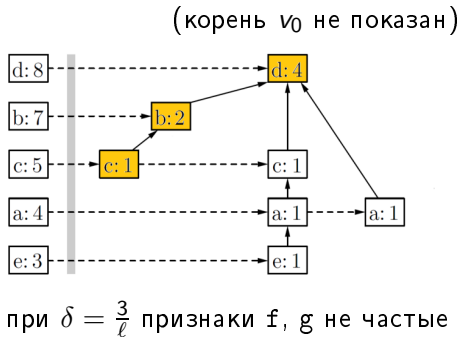 (корень v₀ не показан)
d: 8 d: 4
b: 7 b: 2
c: 5 c: 1 c: 1
a: 4 a: 1 a: 1
e: 3 e: 1
при δ = 3/ℓ признаки f, g не частые